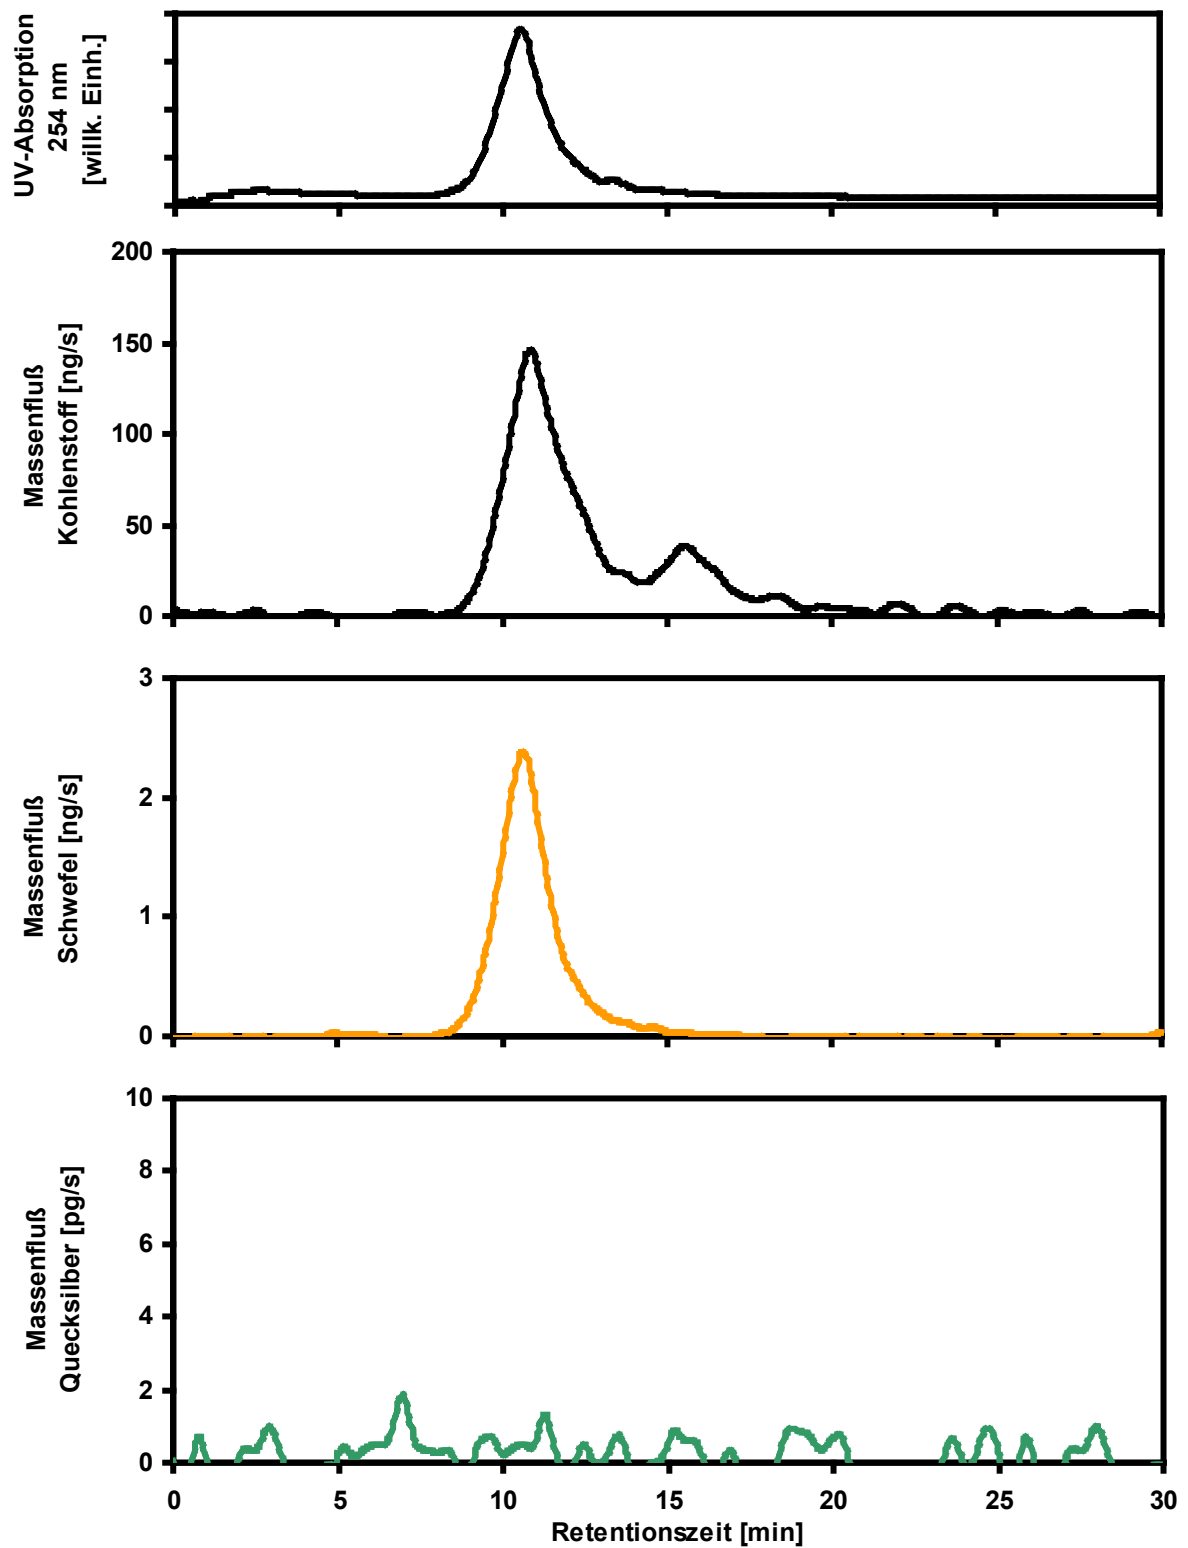 UV-Absorption
254 nm
[willk. Einh.]
200
150
100
50
0
Massenfluß
Kohlenstoff [ng/s]
3
2
1
0
Massenfluß
Schwefel [ng/s]
10
8
6
4
2
0
Massenfluß
Quecksilber [pg/s]
0 5 10 15 20 25 30
Retentionszeit [min]